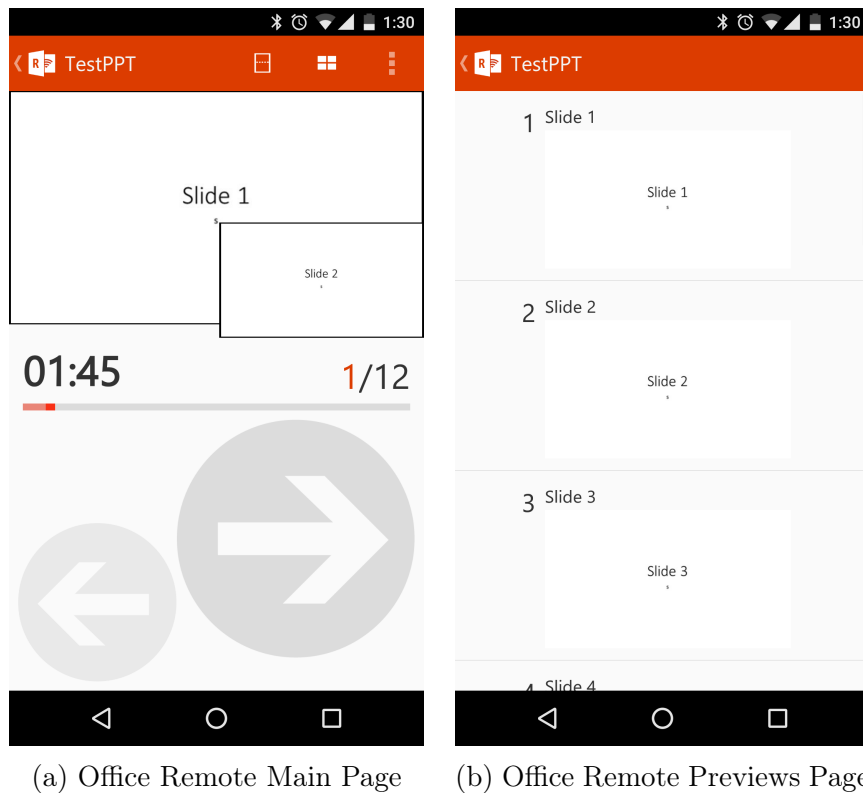 1:30
R TestPPT
Slide 1
s
Slide 2
s
01:45
1/12
(a) Office Remote Main Page
1:30
R TestPPT
1 Slide 1
Slide 1
s
2 Slide 2
Slide 2
s
3 Slide 3
Slide 3
s
4 Slide 4
(b) Office Remote Previews Page